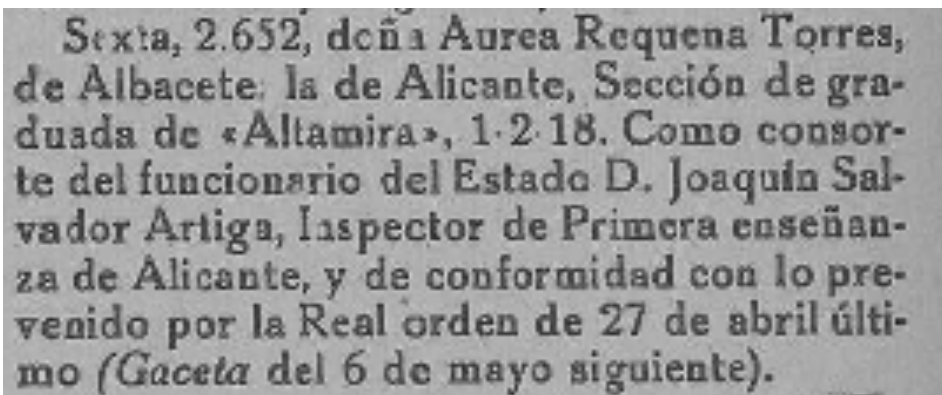 Sexta, 2.652, doña Aurea Requena Torres,
de Albacete: la de Alicante, Sección de gra-
duada de «Altamira», 1-2-18. Como consor-
te del funcionario del Estado D. Joaquín Sal-
vador Artiga, Inspector de Primera enseñan-
za de Alicante, y de conformidad con lo pre-
venido por la Real orden de 27 de abril últi-
mo (Gaceta del 6 de mayo siguiente).